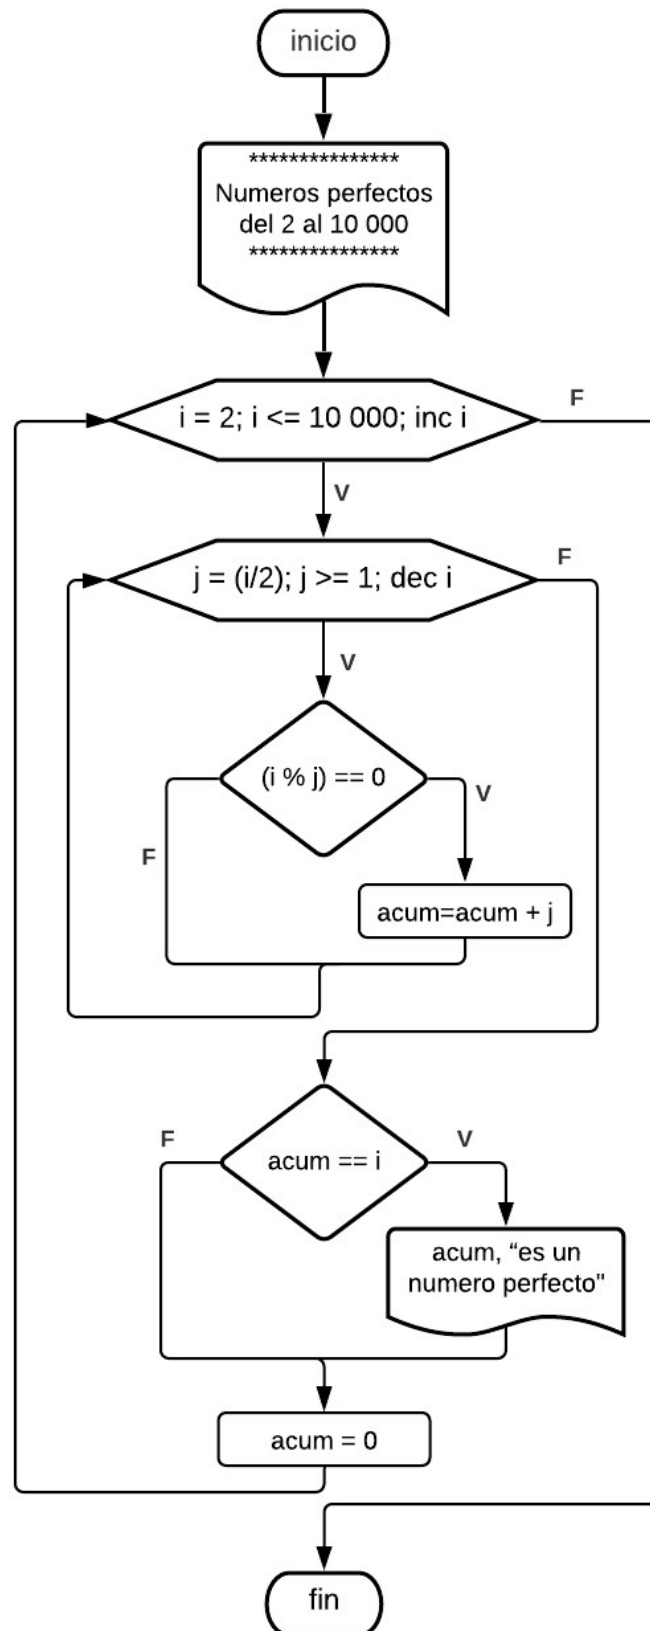 inicio
***************
Numeros perfectos
del 2 al 10 000
***************
i = 2; i <= 10 000; inc i
F
V
j = (i/2); j >= 1; dec i
F
V
(i % j) == 0
V
F
acum=acum + j
F
V
acum == i
acum, “es un
numero perfecto"
acum = 0
fin